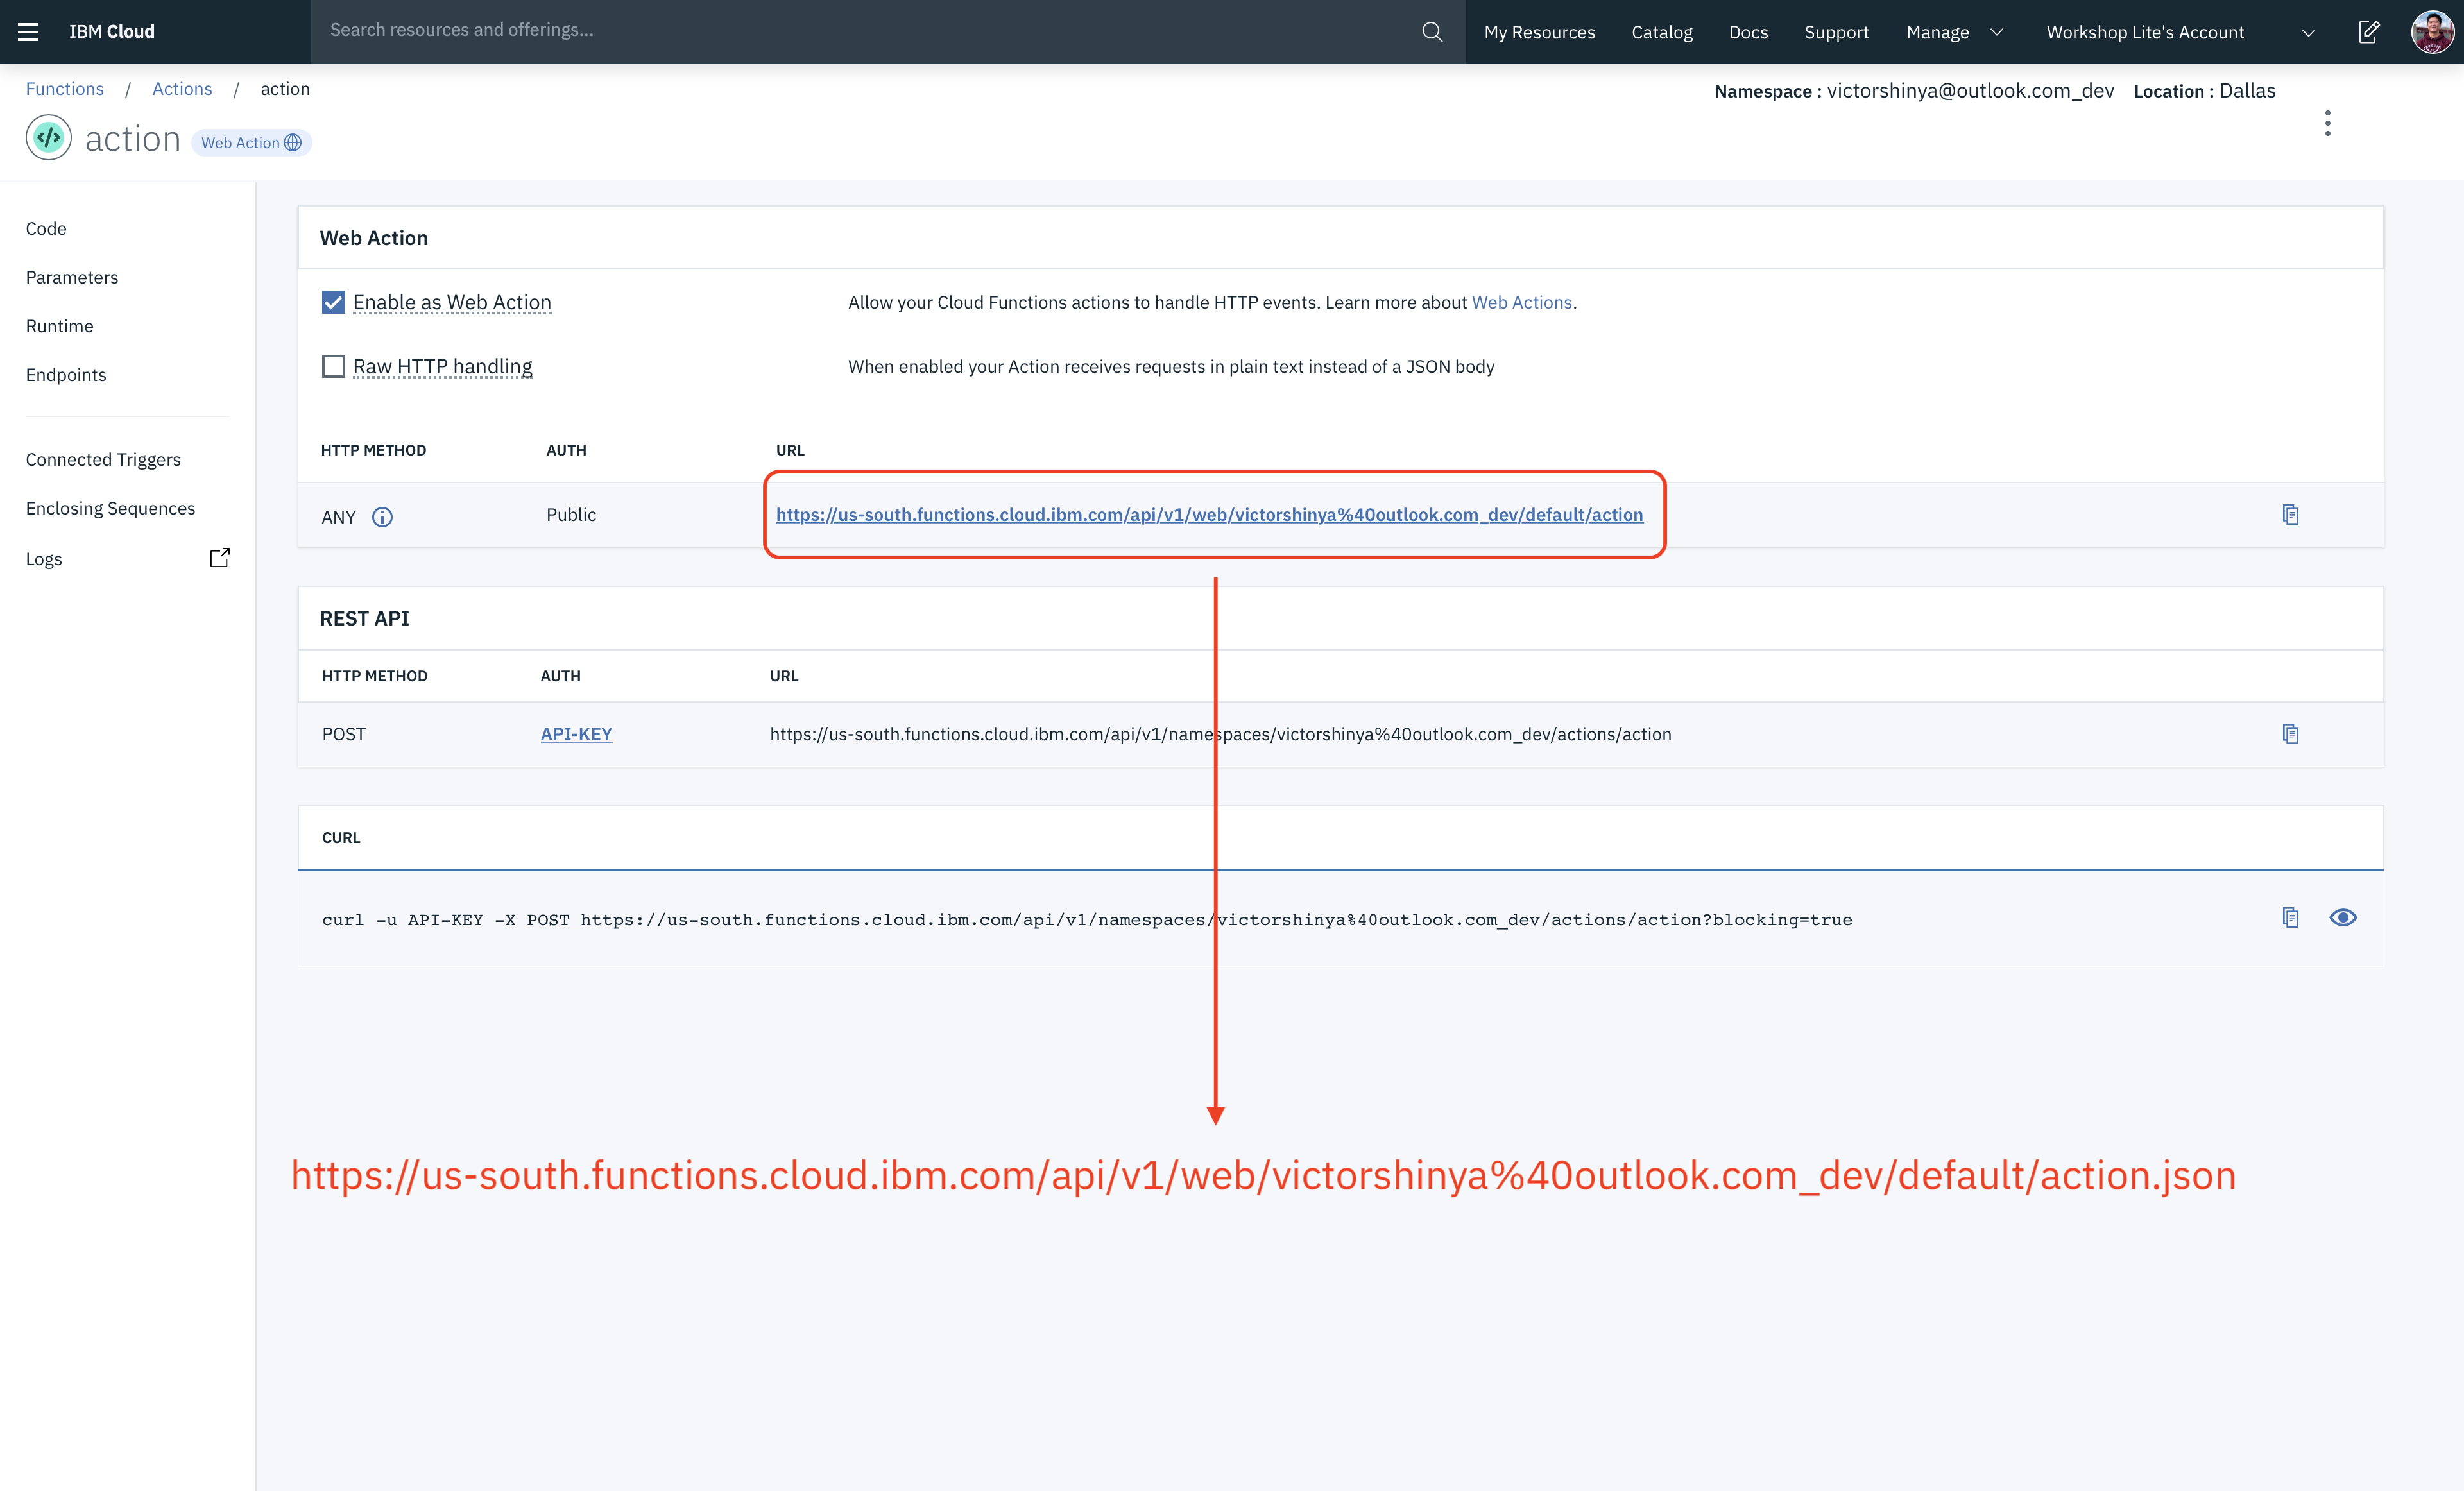 IBM Cloud
Search resources and offerings...
My Resources
Catalog
Docs
Support
Manage
Workshop Lite's Account
Functions / Actions / action
Namespace : victorshinya@outlook.com_dev Location : Dallas
action
Web Action
Code
Parameters
Runtime
Endpoints
Connected Triggers
Enclosing Sequences
Logs
Web Action
Enable as Web Action
Allow your Cloud Functions actions to handle HTTP events. Learn more about Web Actions.
Raw HTTP handling
When enabled your Action receives requests in plain text instead of a JSON body
HTTP METHOD AUTH URL
ANY Public https://us-south.functions.cloud.ibm.com/api/v1/web/victorshinya%40outlook.com_dev/default/action
REST API
HTTP METHOD AUTH URL
POST API-KEY https://us-south.functions.cloud.ibm.com/api/v1/namespaces/victorshinya%40outlook.com_dev/actions/action
CURL
curl -u API-KEY -X POST https://us-south.functions.cloud.ibm.com/api/v1/namespaces/victorshinya%40outlook.com_dev/actions/action?blocking=true
https://us-south.functions.cloud.ibm.com/api/v1/web/victorshinya%40outlook.com_dev/default/action.json